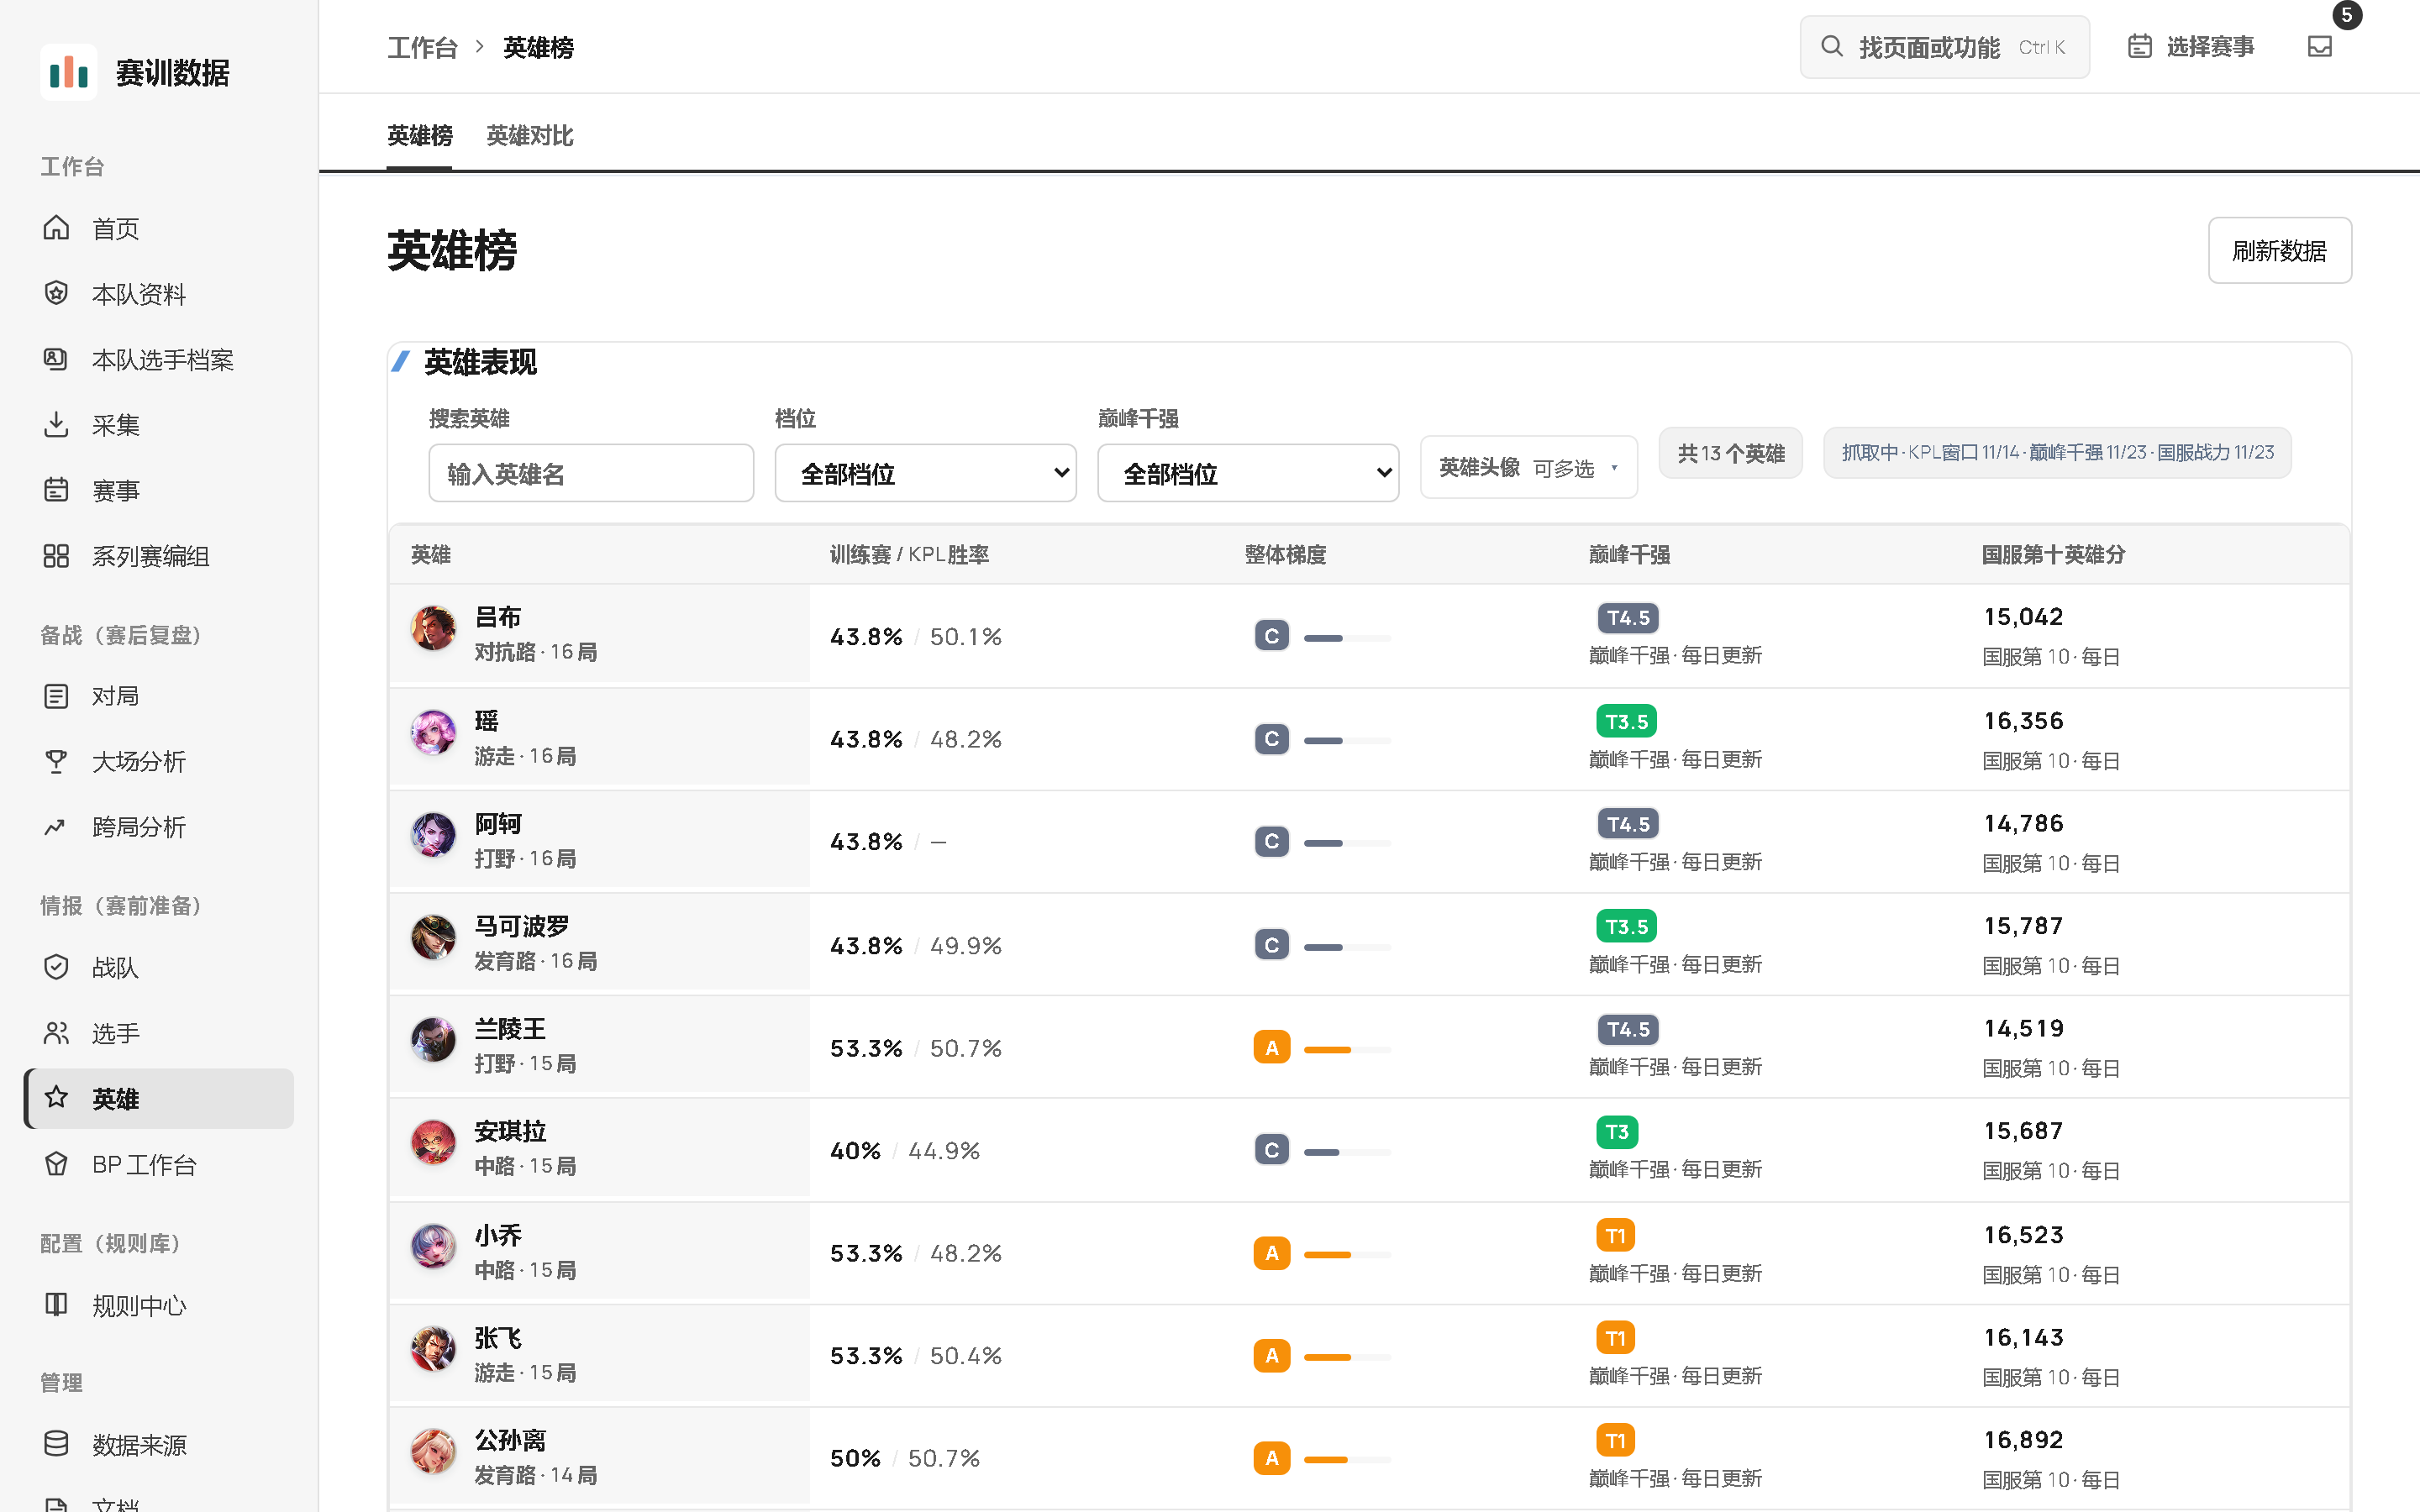 赛训数据
工作台
首页
本队资料
本队选手档案
采集
赛事
系列赛编组
备战（赛后复盘）
对局
大场分析
跨局分析
情报（赛前准备）
战队
选手
英雄
BP 工作台
配置（规则库）
规则中心
管理
数据来源
文档
工作台 > 英雄榜
找页面或功能 Ctrl K
选择赛事
5
英雄榜 英雄对比
英雄榜
刷新数据
英雄表现
搜索英雄 档位 巅峰千强
输入英雄名 全部档位 全部档位 英雄头像 可多选 共 13 个英雄 抓取中 · KPL窗口 11/14 · 巅峰千强 11/23 · 国服战力 11/23
英雄 训练赛 / KPL胜率 整体梯度 巅峰千强 国服第十英雄分
吕布
对抗路 · 16 局
43.8% / 50.1%
C
T4.5
巅峰千强 · 每日更新
15,042
国服第 10 · 每日
瑶
游走 · 16 局
43.8% / 48.2%
C
T3.5
巅峰千强 · 每日更新
16,356
国服第 10 · 每日
阿轲
打野 · 16 局
43.8% / —
C
T4.5
巅峰千强 · 每日更新
14,786
国服第 10 · 每日
马可波罗
发育路 · 16 局
43.8% / 49.9%
C
T3.5
巅峰千强 · 每日更新
15,787
国服第 10 · 每日
兰陵王
打野 · 15 局
53.3% / 50.7%
A
T4.5
巅峰千强 · 每日更新
14,519
国服第 10 · 每日
安琪拉
中路 · 15 局
40% / 44.9%
C
T3
巅峰千强 · 每日更新
15,687
国服第 10 · 每日
小乔
中路 · 15 局
53.3% / 48.2%
A
T1
巅峰千强 · 每日更新
16,523
国服第 10 · 每日
张飞
游走 · 15 局
53.3% / 50.4%
A
T1
巅峰千强 · 每日更新
16,143
国服第 10 · 每日
公孙离
发育路 · 14 局
50% / 50.7%
A
T1
巅峰千强 · 每日更新
16,892
国服第 10 · 每日